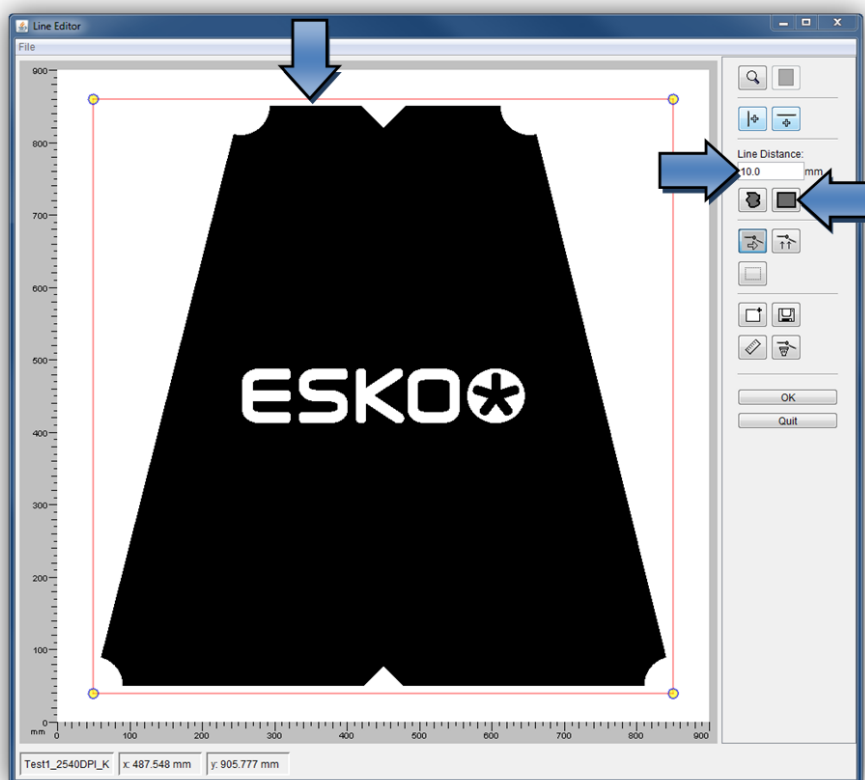 Line Editor
File
900
800
700
600
500
400
300
200
100
0
mm
0 100 200 300 400 500 600 700 800 900
ESKO
Line Distance:
10.0 mm
OK
Quit
Test1_2540DPI_K x: 487.548 mm y: 905.777 mm